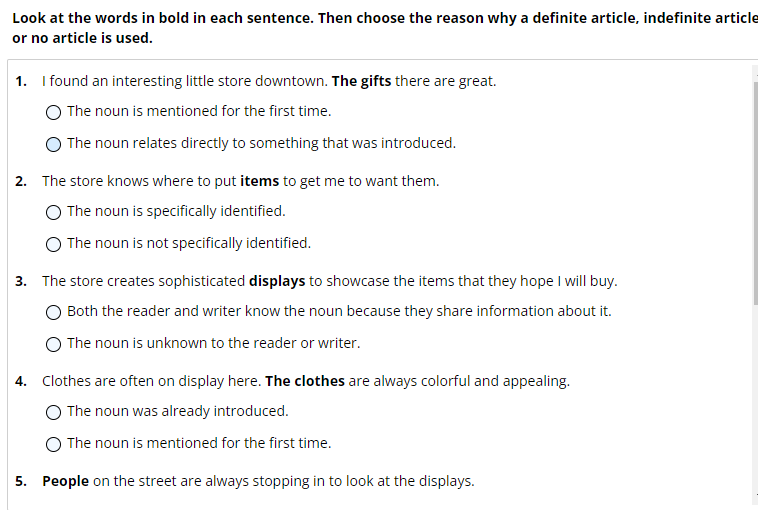 Look at the words in bold in each sentence. Then choose the reason why a definite article, indefinite article
or no article is used.
1. I found an interesting little store downtown. The gifts there are great.
The noun is mentioned for the first time.
The noun relates directly to something that was introduced.
2. The store knows where to put items to get me to want them.
The noun is specifically identified.
The noun is not specifically identified.
3. The store creates sophisticated displays to showcase the items that they hope I will buy.
Both the reader and writer know the noun because they share information about it.
The noun is unknown to the reader or writer.
4. Clothes are often on display here. The clothes are always colorful and appealing.
The noun was already introduced.
The noun is mentioned for the first time.
5. People on the street are always stopping in to look at the displays.